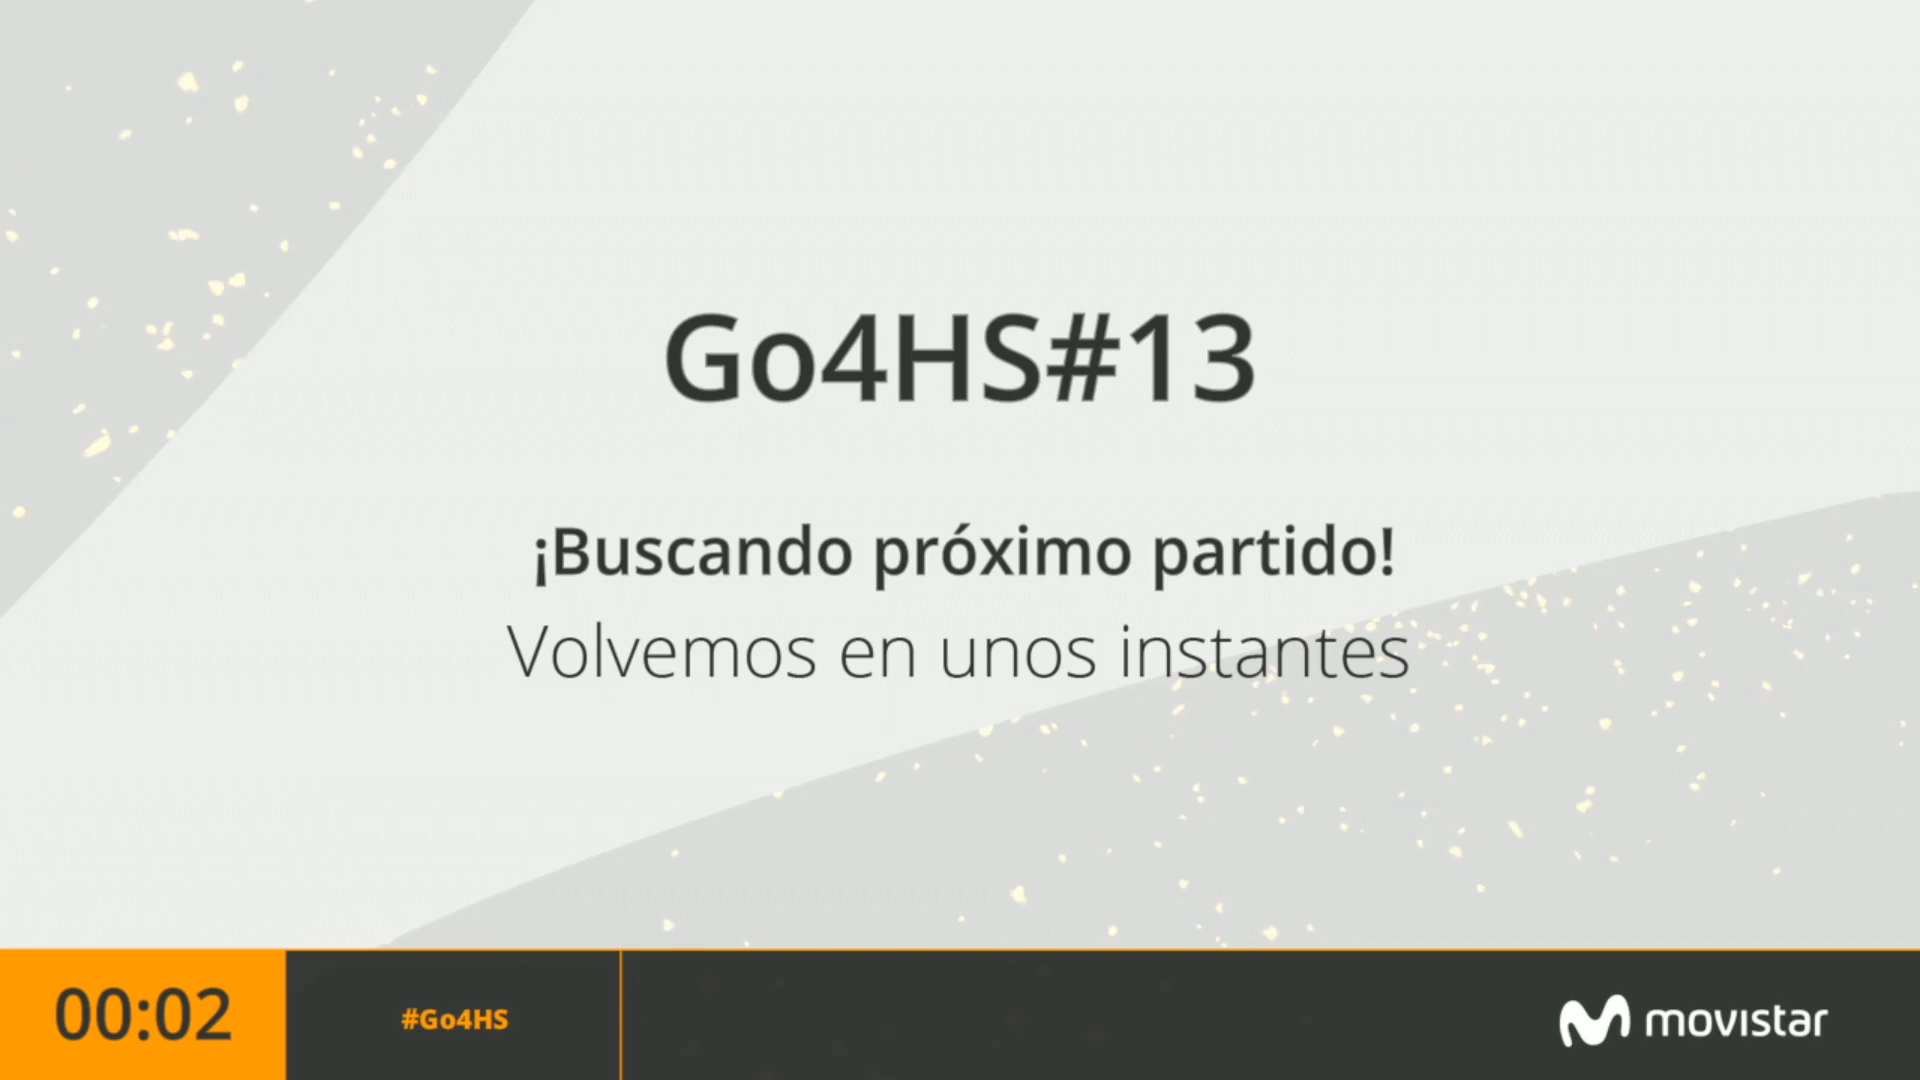 Go4HS#13
¡Buscando próximo partido!
Volvemos en unos instantes
00:02
#Go4HS
movistar